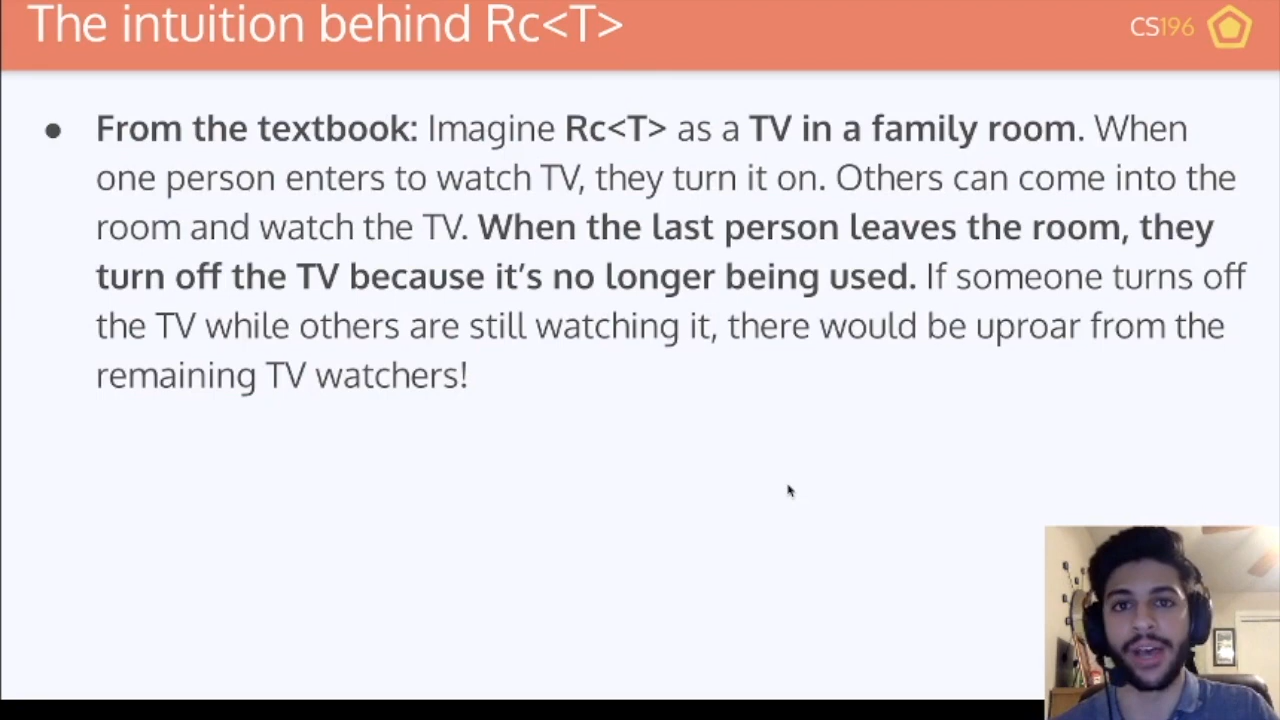 The intuition behind Rc<T>
CS196
● From the textbook: Imagine Rc<T> as a TV in a family room. When
one person enters to watch TV, they turn it on. Others can come into the
room and watch the TV. When the last person leaves the room, they
turn off the TV because it’s no longer being used. If someone turns off
the TV while others are still watching it, there would be uproar from the
remaining TV watchers!